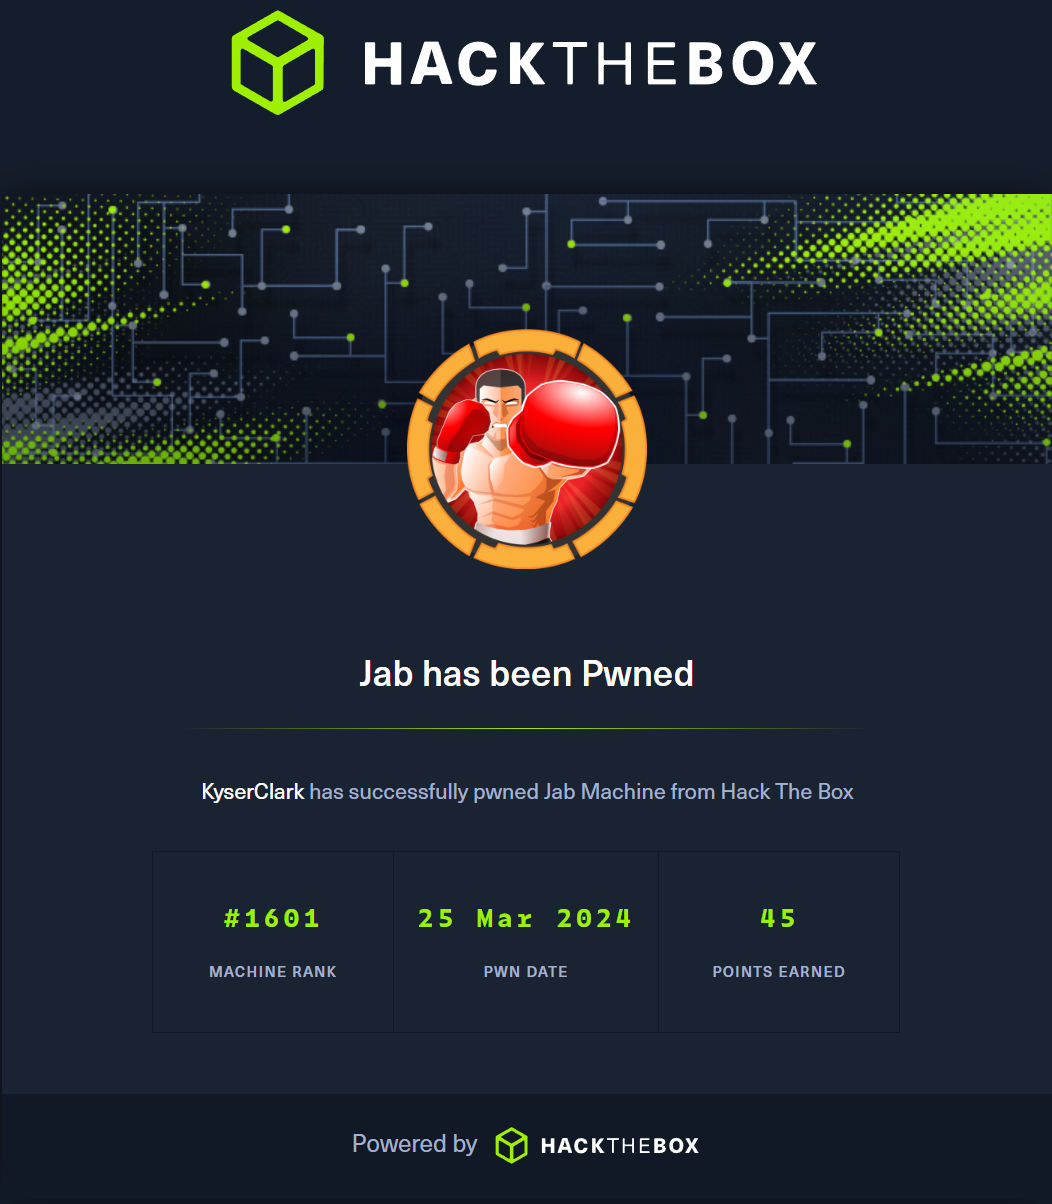 HACKTHEBOX
Jab has been Pwned
KyserClark has successfully pwned Jab Machine from Hack The Box
#1601 25 Mar 2024 45
MACHINE RANK PWN DATE POINTS EARNED
Powered by HACKTHEBOX